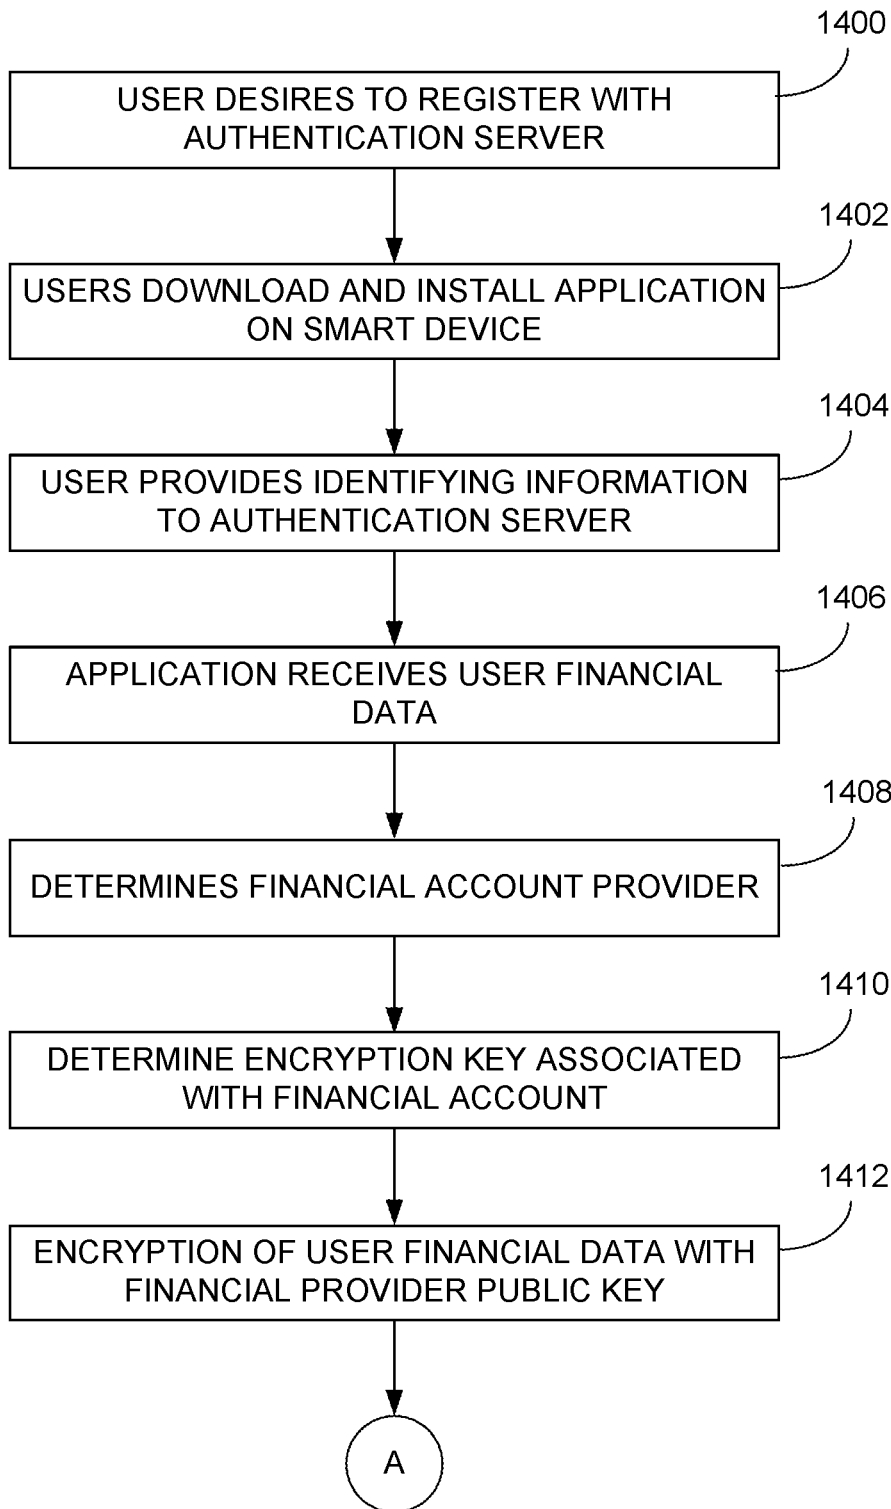 1400
USER DESIRES TO REGISTER WITH
AUTHENTICATION SERVER
1402
USERS DOWNLOAD AND INSTALL APPLICATION
ON SMART DEVICE
1404
USER PROVIDES IDENTIFYING INFORMATION
TO AUTHENTICATION SERVER
1406
APPLICATION RECEIVES USER FINANCIAL
DATA
1408
DETERMINES FINANCIAL ACCOUNT PROVIDER
1410
DETERMINE ENCRYPTION KEY ASSOCIATED
WITH FINANCIAL ACCOUNT
1412
ENCRYPTION OF USER FINANCIAL DATA WITH
FINANCIAL PROVIDER PUBLIC KEY
A